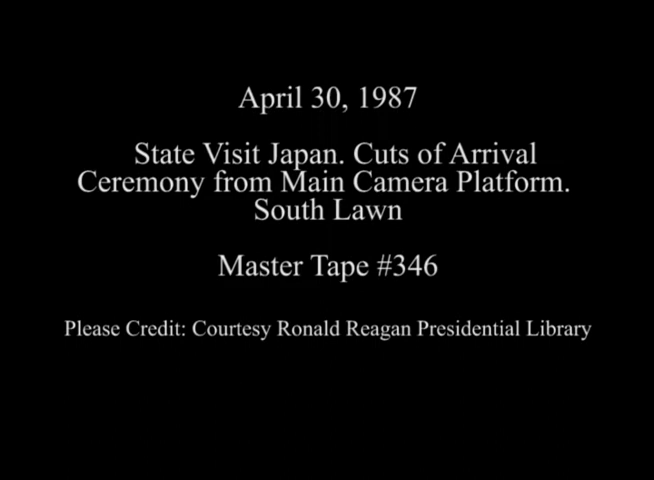 April 30, 1987
State Visit Japan. Cuts of Arrival
Ceremony from Main Camera Platform.
South Lawn
Master Tape #346
Please Credit: Courtesy Ronald Reagan Presidential Library